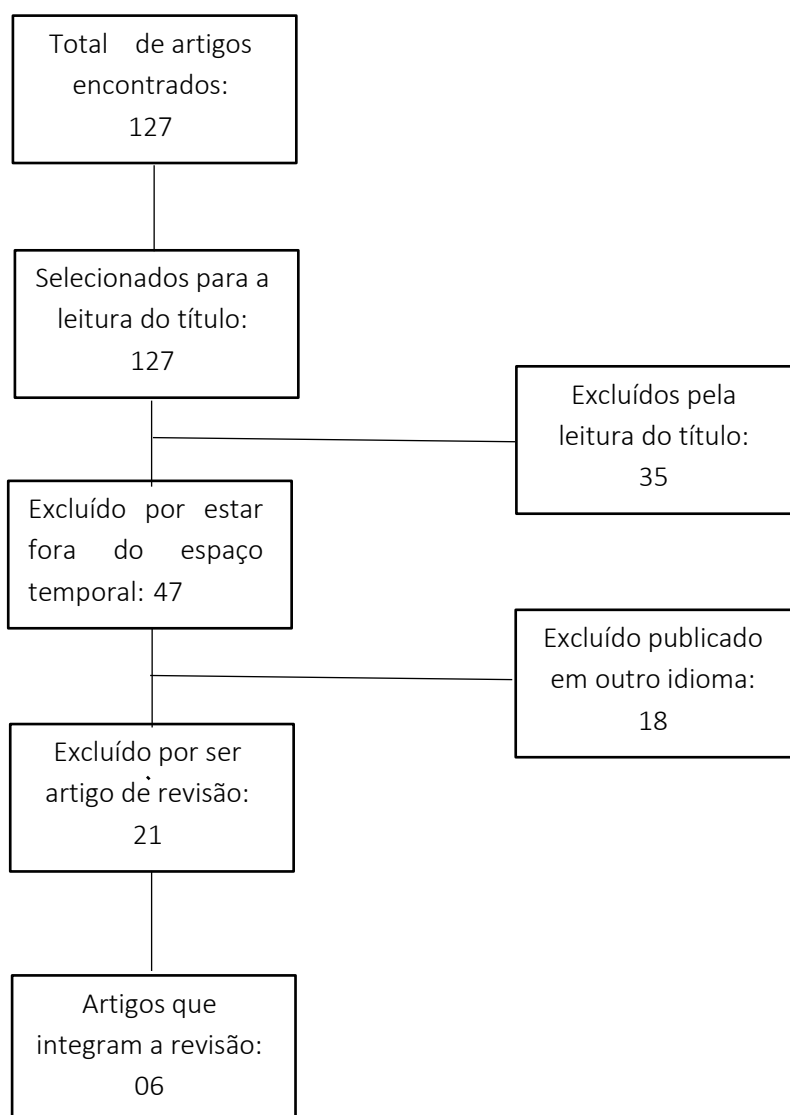 Total de artigos
encontrados:
127
Selecionados para a
leitura do título:
127
Excluídos pela
leitura do título:
35
Excluído por estar
fora do espaço
temporal: 47
Excluído publicado
em outro idioma:
18
Excluído por ser
artigo de revisão:
21
Artigos que
integram a revisão:
06